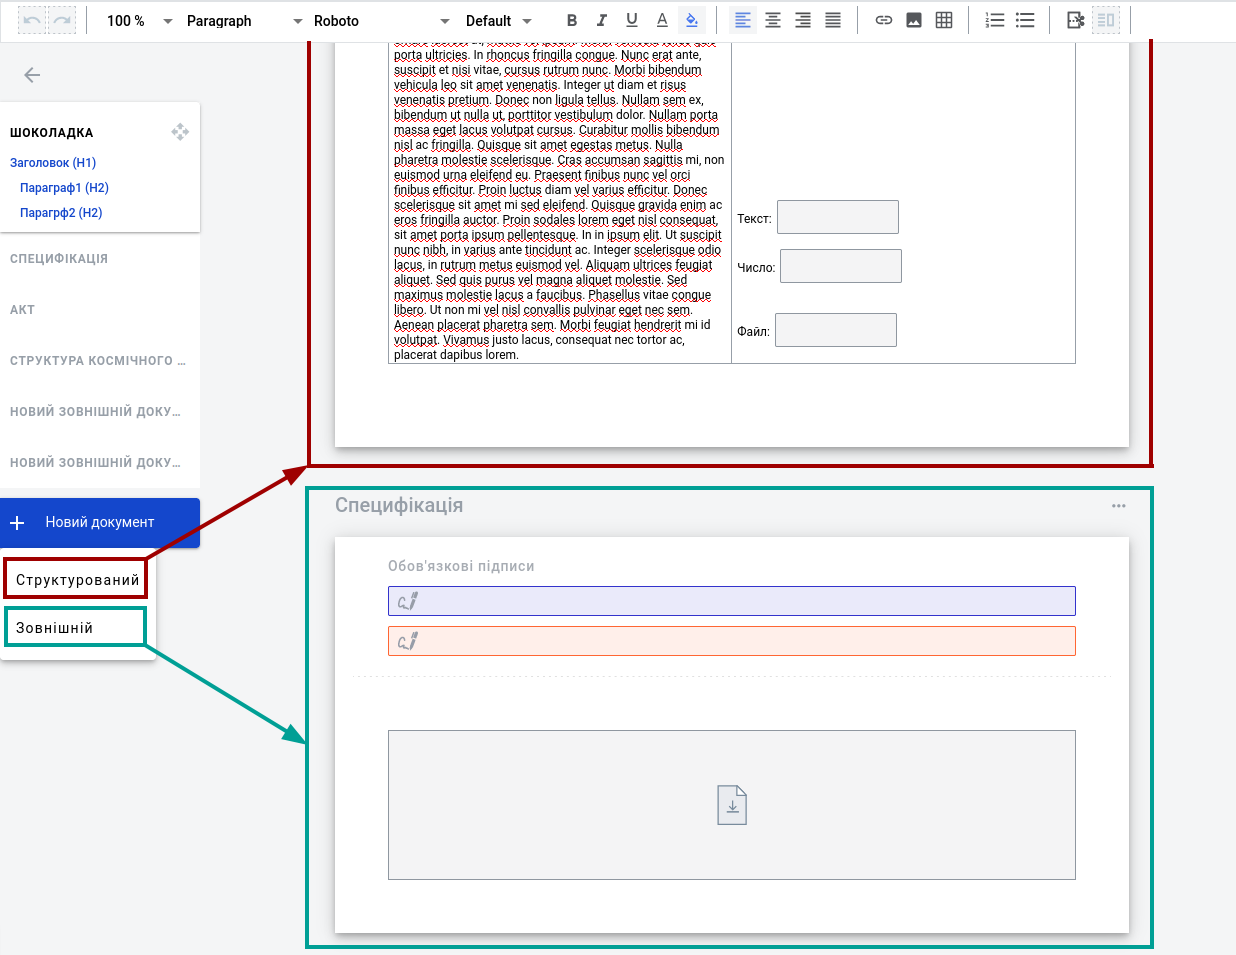 100 % Paragraph Roboto Default B I U A
ШОКОЛАДКА
Заголовок (H1)
Параграф1 (H2)
Парагрф2 (H2)
СПЕЦИФІКАЦІЯ
АКТ
СТРУКТУРА КОСМІЧНОГО ...
НОВИЙ ЗОВНІШНІЙ ДОКУ...
НОВИЙ ЗОВНІШНІЙ ДОКУ...
Новий документ
Структурований
Зовнішній
porta ultricies. In rhoncus fringilla congue. Nunc erat ante,
suscipit et nisi vitae, cursus rutrum nunc. Morbi bibendum
vehicula leo sit amet venenatis. Integer ut diam et risus
venenatis pretium. Donec non ligula tellus. Nullam sem ex,
bibendum ut nulla ut, porttitor vestibulum dolor. Nullam porta
massa eget lacus volutpat cursus. Curabitur mollis bibendum
nisl ac fringilla. Quisque sit amet egestas metus. Nulla
pharetra molestie scelerisque. Cras accumsan sagittis mi, non
euismod urna eleifend eu. Praesent finibus nunc vel orci
finibus efficitur. Proin luctus diam vel varius efficitur. Donec
scelerisque sit amet mi sed eleifend. Quisque gravida enim ac
eros fringilla auctor. Proin sodales lorem eget nisl consequat,
sit amet porta ipsum pellentesque. In in ipsum elit. Ut suscipit
nunc nibh, in varius ante tincidunt ac. Integer scelerisque odio
lacus, in rutrum metus euismod vel. Aliquam ultrices feugiat
aliquet. Sed quis purus vel magna aliquet molestie. Sed
maximus molestie lacus a faucibus. Phasellus vitae congue
libero. Ut non mi vel nisl convallis pulvinar eget nec sem.
Aenean placerat pharetra sem. Morbi feugiat hendrerit mi id
volutpat. Vivamus justo lacus, consequat nec tortor ac,
placerat dapibus lorem.
Текст:
Число:
Файл:
Специфікація
Обов'язкові підписи